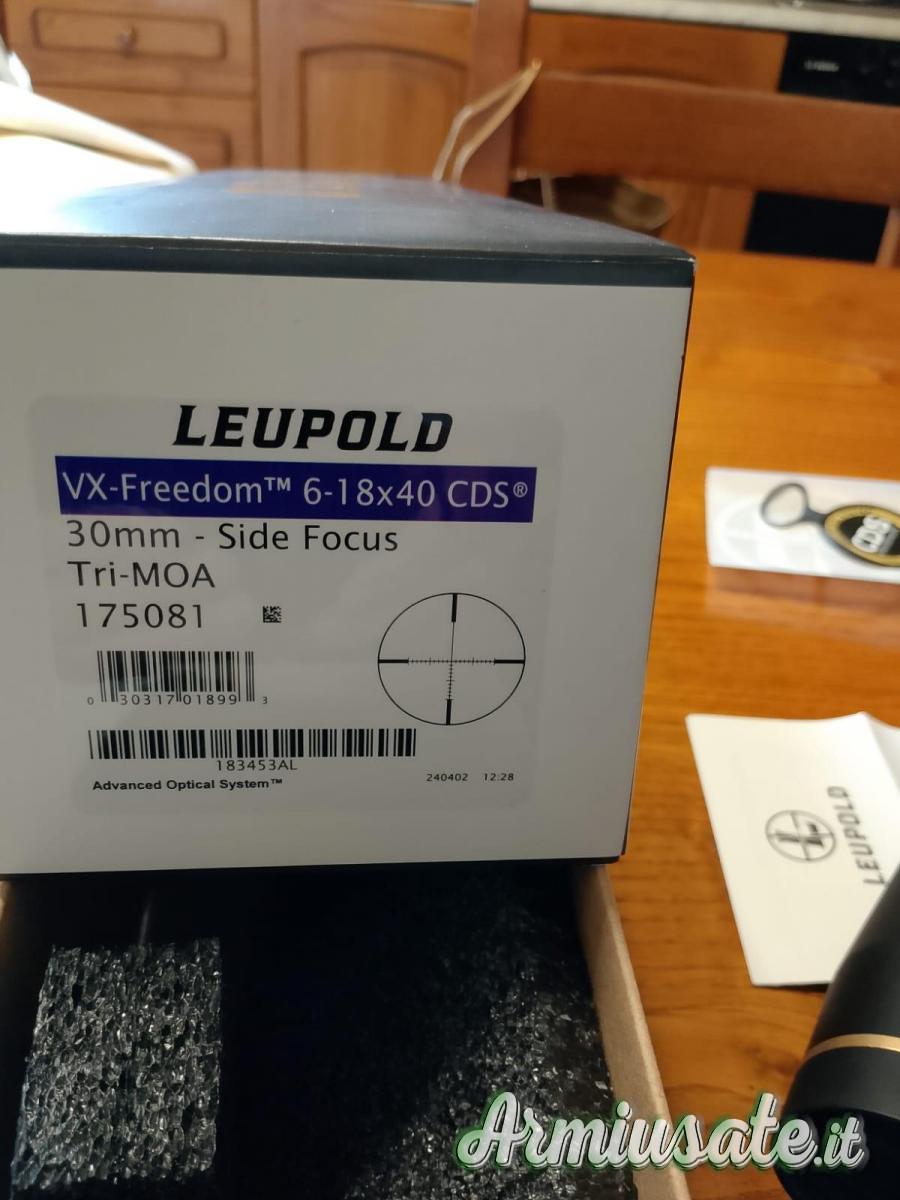 LEUPOLD
VX-Freedom™ 6-18x40 CDS®
30mm - Side Focus
Tri-MOA
175081
0 30317 01899 3
183453AL
Advanced Optical System™
240402 12:28
CDS
LEUPOLD
Armiusate.it